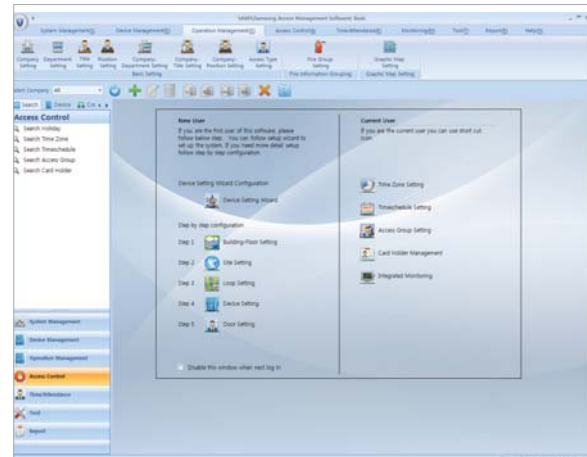 SAMS(Samsung Access Management Software) Basic
System Management(S) Device Management(D) Operation Management(O) Access Control(A) Time/Attendance(A) Monitoring(M) Tool(T) Report(R) Help(H)
Company Setting
Department Setting
Title Setting
Position Setting
Company-Department Setting
Company-Title Setting
Company-Position Setting
Access Type Setting
Fire Group Setting
Graphic Map Setting
Basic Setting
Fire Information Grouping
Graphic Map Setting
Company All
Search Device
Access Control
Search Holiday
Search Time Zone
Search Timeschedule
Search Access Group
Search Card Holder
System Management
Device Management
Operation Management
Access Control
Time/Attendance
Tool
Report
New User
If you are the first user of this software, please
follow below step. You can follow setup wizard to
set up the system. If you need more detail setup
follow step by step configuration.
Device Setting Wizard Configuration
Device Setting Wizard
Step by step configuration
Step 1 Building-Floor Setting
Step 2 Site Setting
Step 3 Loop Setting
Step 4 Device Setting
Step 5 Door Setting
Disable this window when next log in
Current User
If you are the current user you can use short cut
icon.
Time Zone Setting
Timeschedule Setting
Access Group Setting
Card Holder Management
Integrated Monitoring